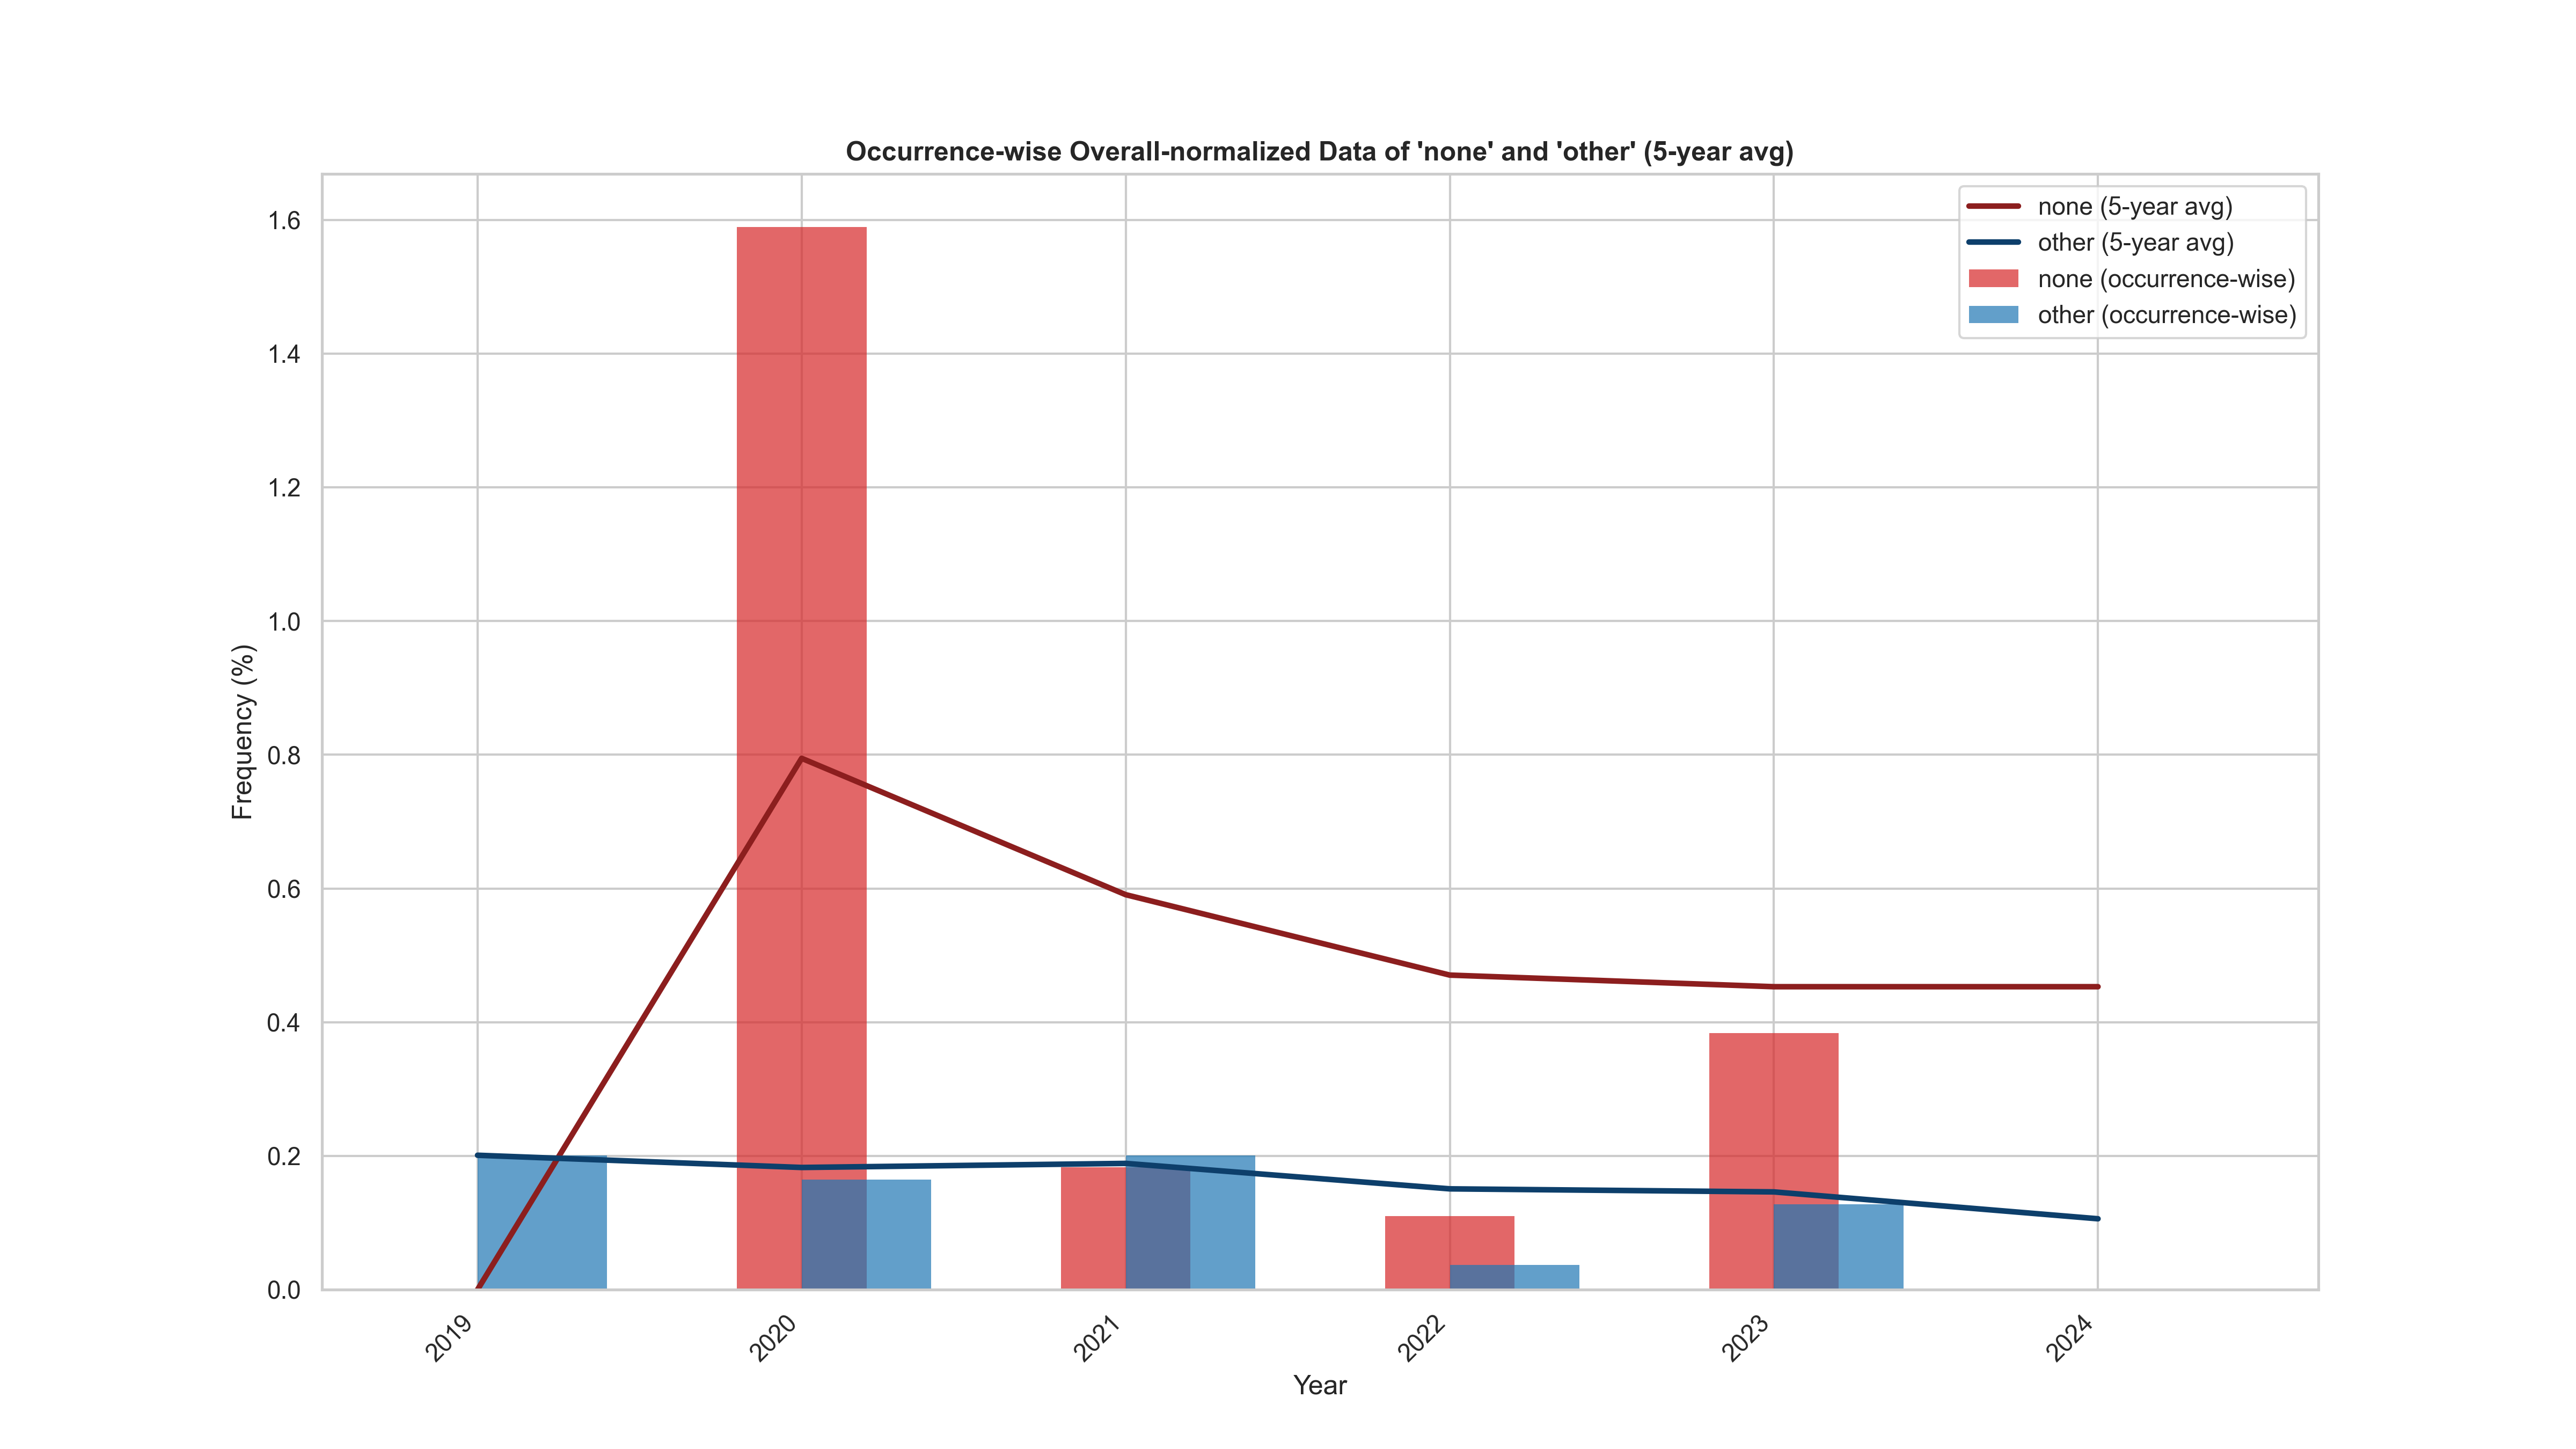 Occurrence-wise Overall-normalized Data of 'none' and 'other' (5-year avg)
none (5-year avg)
other (5-year avg)
none (occurrence-wise)
other (occurrence-wise)
Frequency (%)
1.6
1.4
1.2
1.0
0.8
0.6
0.4
0.2
0.0
2019
2020
2021
2022
2023
2024
Year